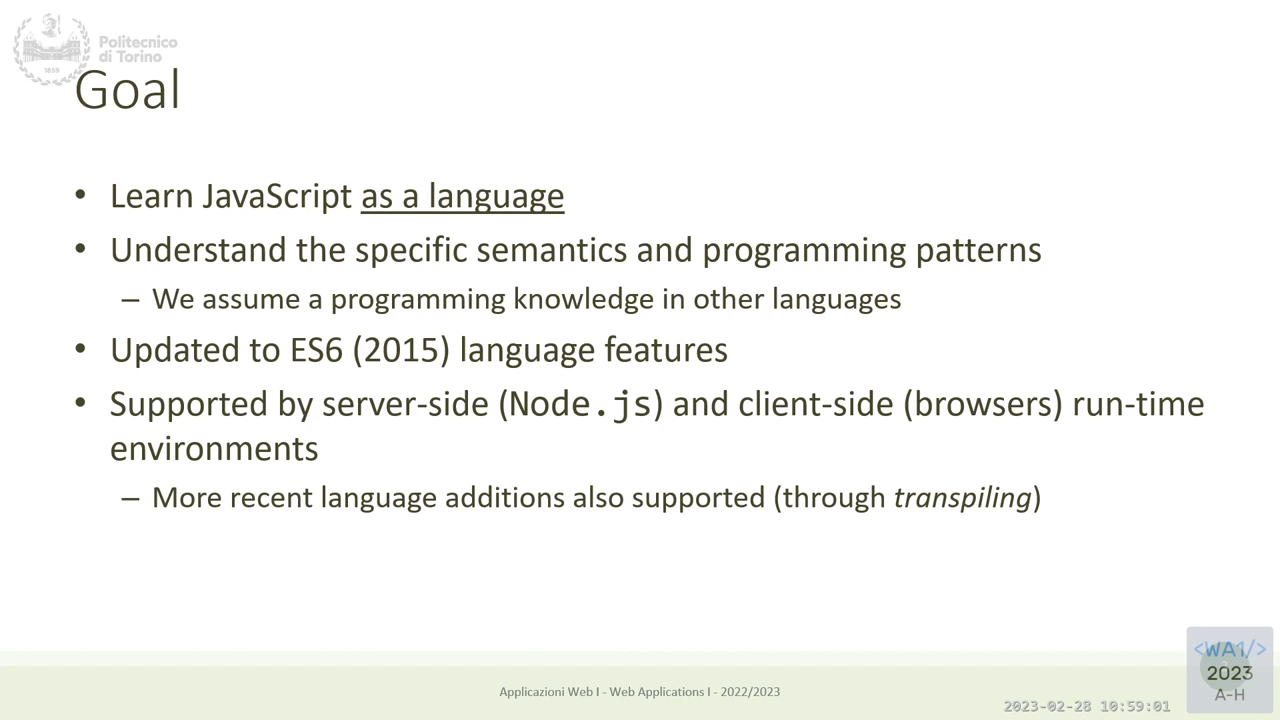 Politecnico
di Torino
1859
Goal
• Learn JavaScript as a language
• Understand the specific semantics and programming patterns
– We assume a programming knowledge in other languages
• Updated to ES6 (2015) language features
• Supported by server-side (Node.js) and client-side (browsers) run-time
environments
– More recent language additions also supported (through transpiling)
Applicazioni Web I - Web Applications I - 2022/2023
2023-02-28 10:59:01
<WA1/>
2023
A-H